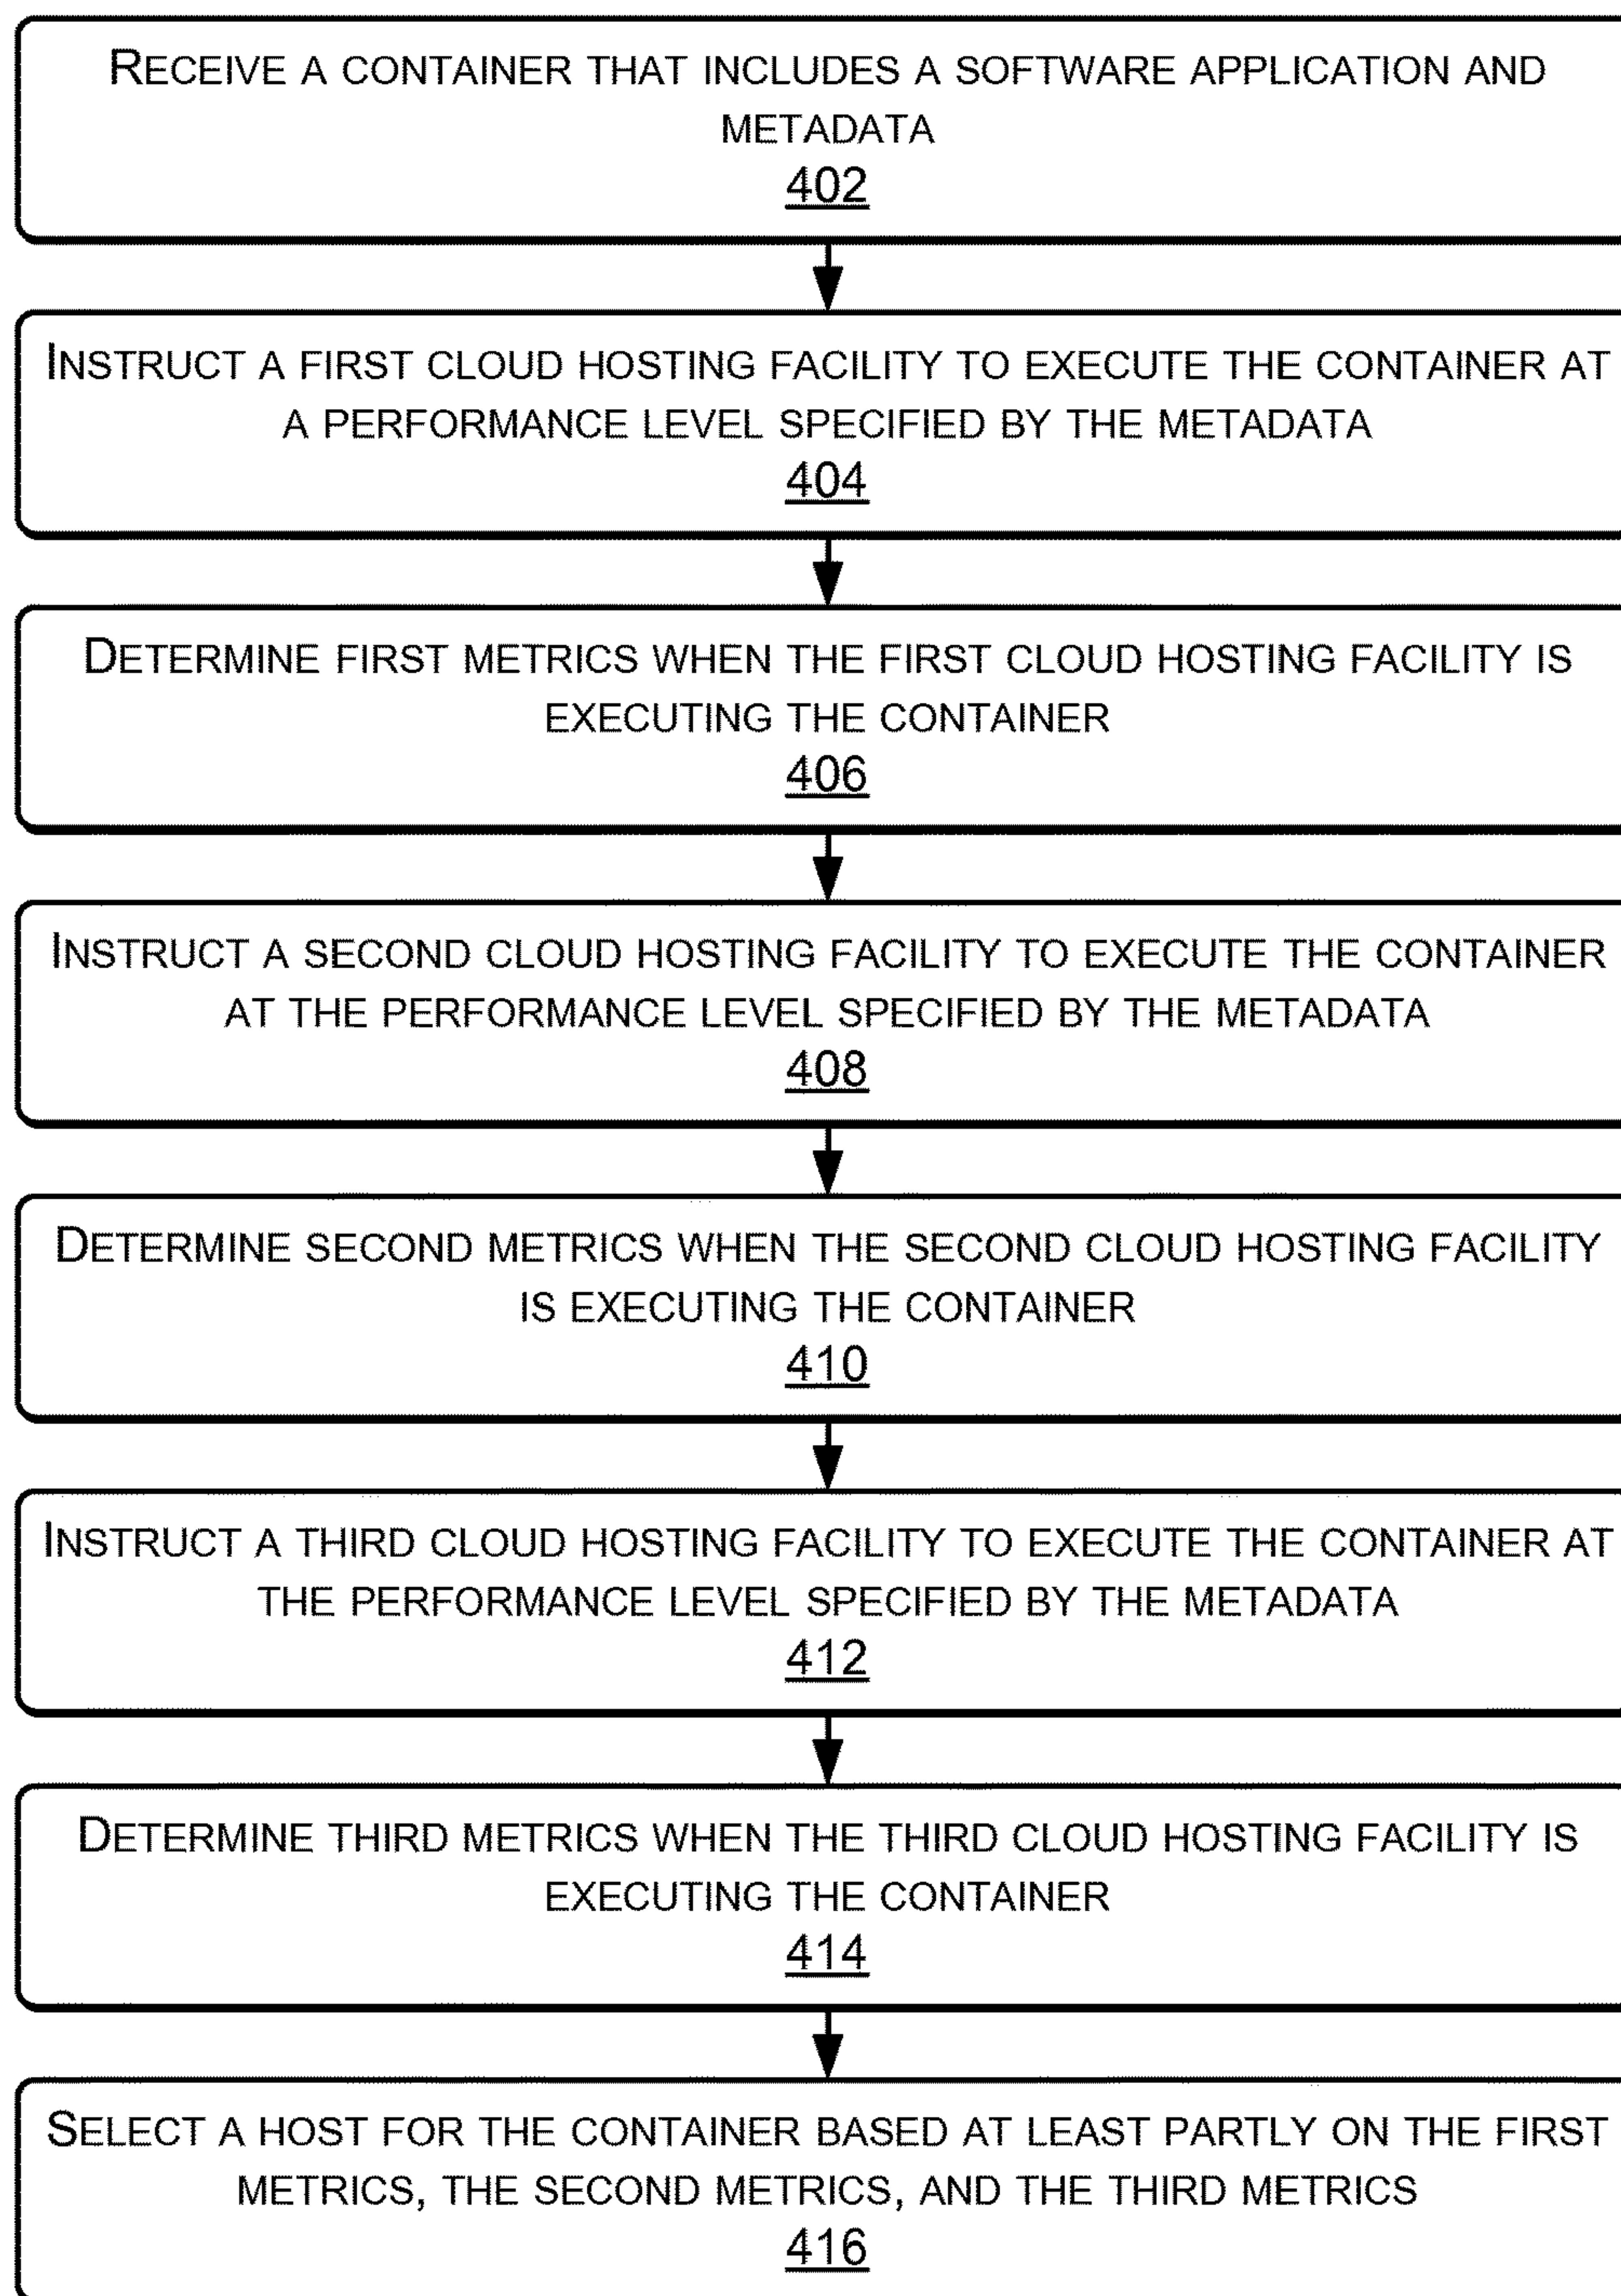 RECEIVE A CONTAINER THAT INCLUDES A SOFTWARE APPLICATION AND
METADATA
402
INSTRUCT A FIRST CLOUD HOSTING FACILITY TO EXECUTE THE CONTAINER AT
A PERFORMANCE LEVEL SPECIFIED BY THE METADATA
404
DETERMINE FIRST METRICS WHEN THE FIRST CLOUD HOSTING FACILITY IS
EXECUTING THE CONTAINER
406
INSTRUCT A SECOND CLOUD HOSTING FACILITY TO EXECUTE THE CONTAINER
AT THE PERFORMANCE LEVEL SPECIFIED BY THE METADATA
408
DETERMINE SECOND METRICS WHEN THE SECOND CLOUD HOSTING FACILITY
IS EXECUTING THE CONTAINER
410
INSTRUCT A THIRD CLOUD HOSTING FACILITY TO EXECUTE THE CONTAINER AT
THE PERFORMANCE LEVEL SPECIFIED BY THE METADATA
412
DETERMINE THIRD METRICS WHEN THE THIRD CLOUD HOSTING FACILITY IS
EXECUTING THE CONTAINER
414
SELECT A HOST FOR THE CONTAINER BASED AT LEAST PARTLY ON THE FIRST
METRICS, THE SECOND METRICS, AND THE THIRD METRICS
416